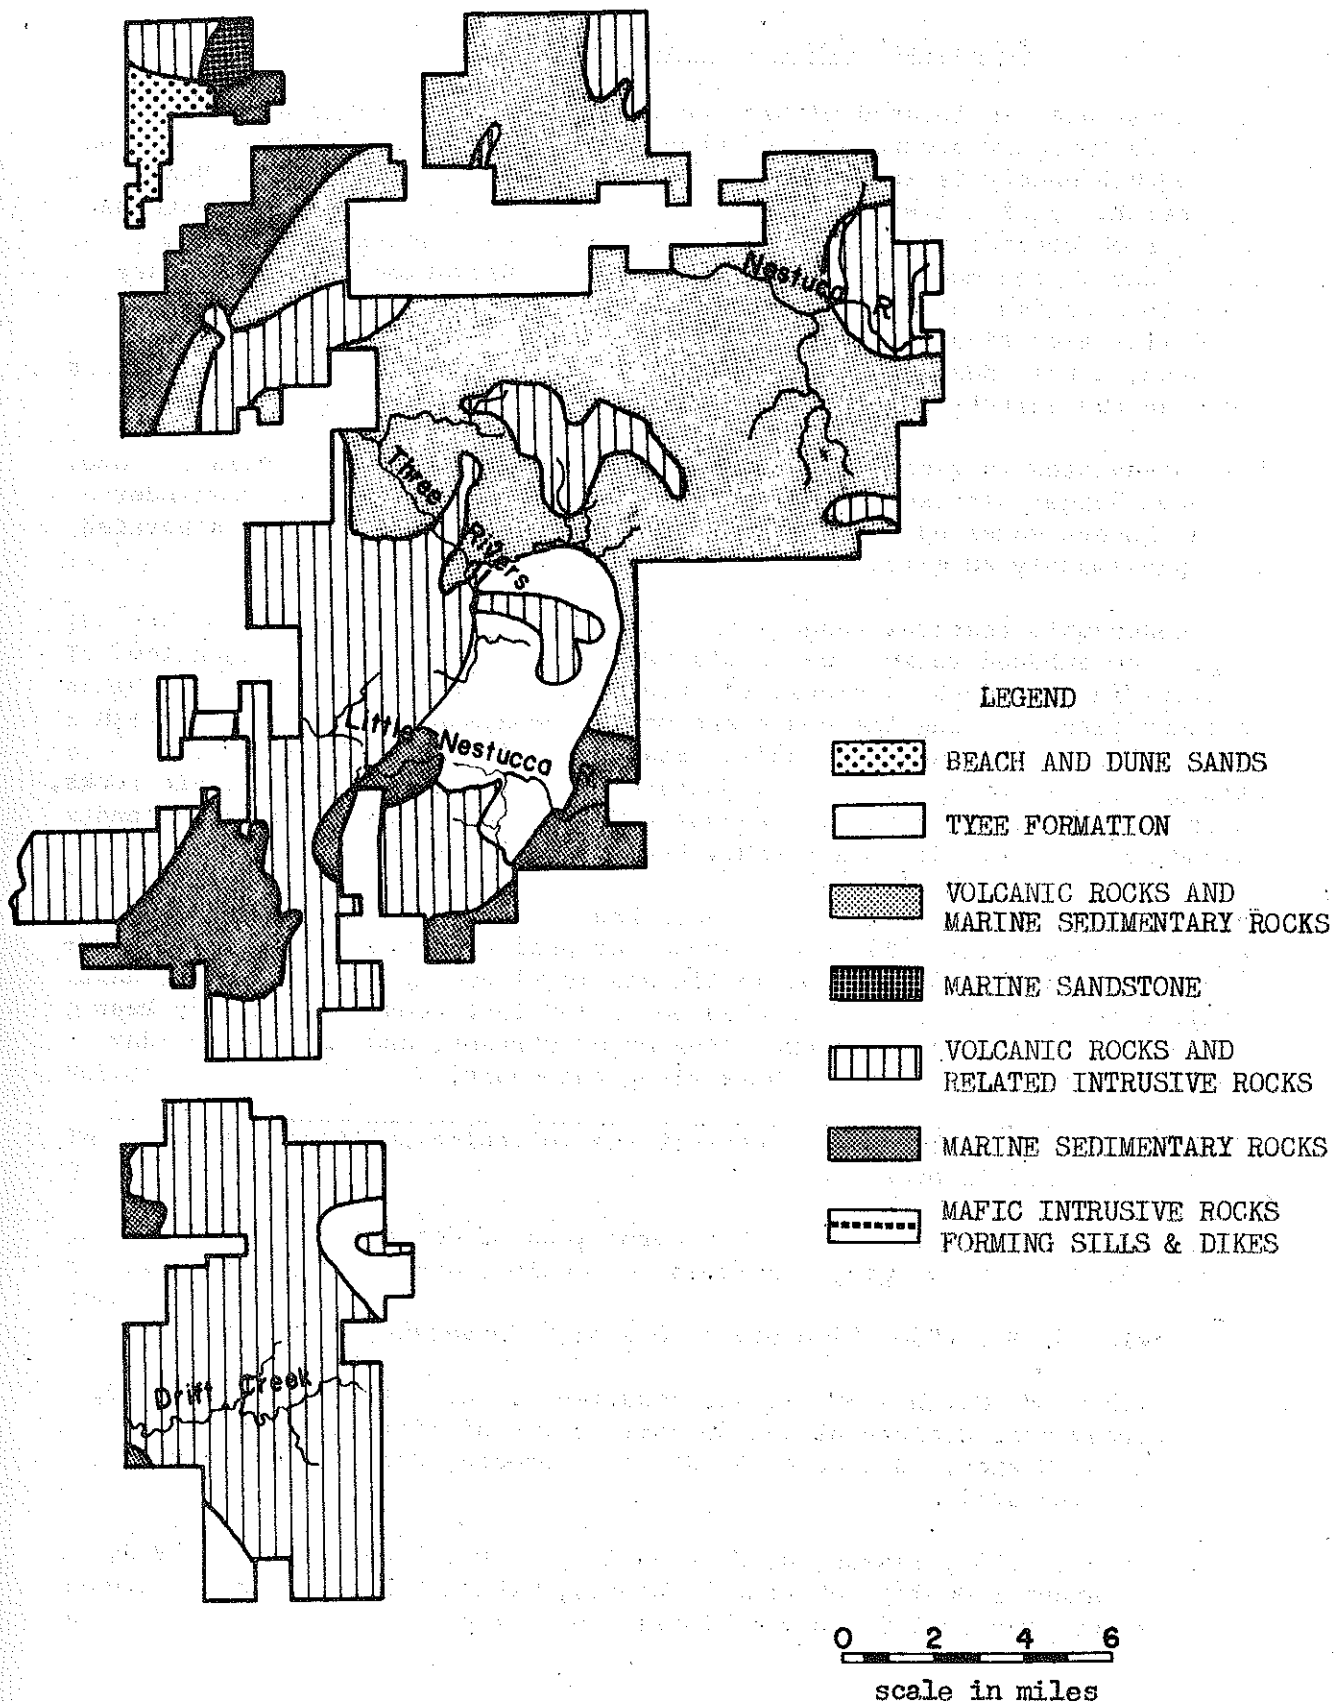 Nestuca R
Three Rivers
Little Nestucca R
Drift Creek
LEGEND
BEACH AND DUNE SANDS
TYEE FORMATION
VOLCANIC ROCKS AND
MARINE SEDIMENTARY ROCKS
MARINE SANDSTONE
VOLCANIC ROCKS AND
RELATED INTRUSIVE ROCKS
MARINE SEDIMENTARY ROCKS
MAFIC INTRUSIVE ROCKS
FORMING SILLS & DIKES
0 2 4 6
scale in miles